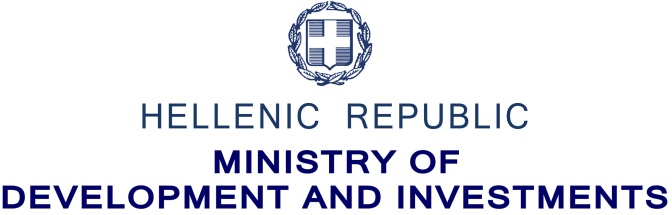 HELLENIC REPUBLIC
MINISTRY OF
DEVELOPMENT AND INVESTMENTS